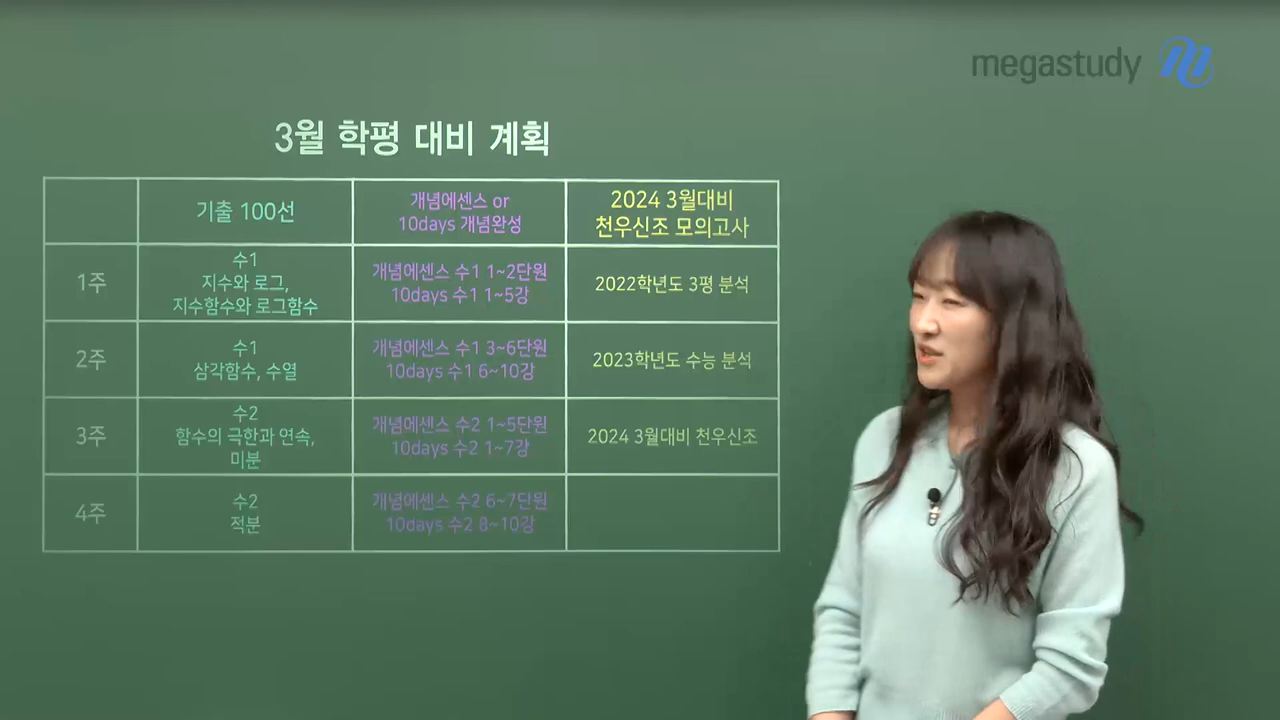 megastudy
3월 학평 대비 계획
기출 100선
개념에센스 or
10days 개념완성
2024 3월대비
천우신조 모의고사
1주
수1
지수와 로그,
지수함수와 로그함수
개념에센스 수1 1~2단원
10days 수1 1~5강
2022학년도 3평 분석
2주
수1
삼각함수, 수열
개념에센스 수1 3~6단원
10days 수1 6~10강
2023학년도 수능 분석
3주
수2
함수의 극한과 연속,
미분
개념에센스 수2 1~5단원
10days 수2 1~7강
2024 3월대비 천우신조
4주
수2
적분
개념에센스 수2 6~7단원
10days 수2 8~10강